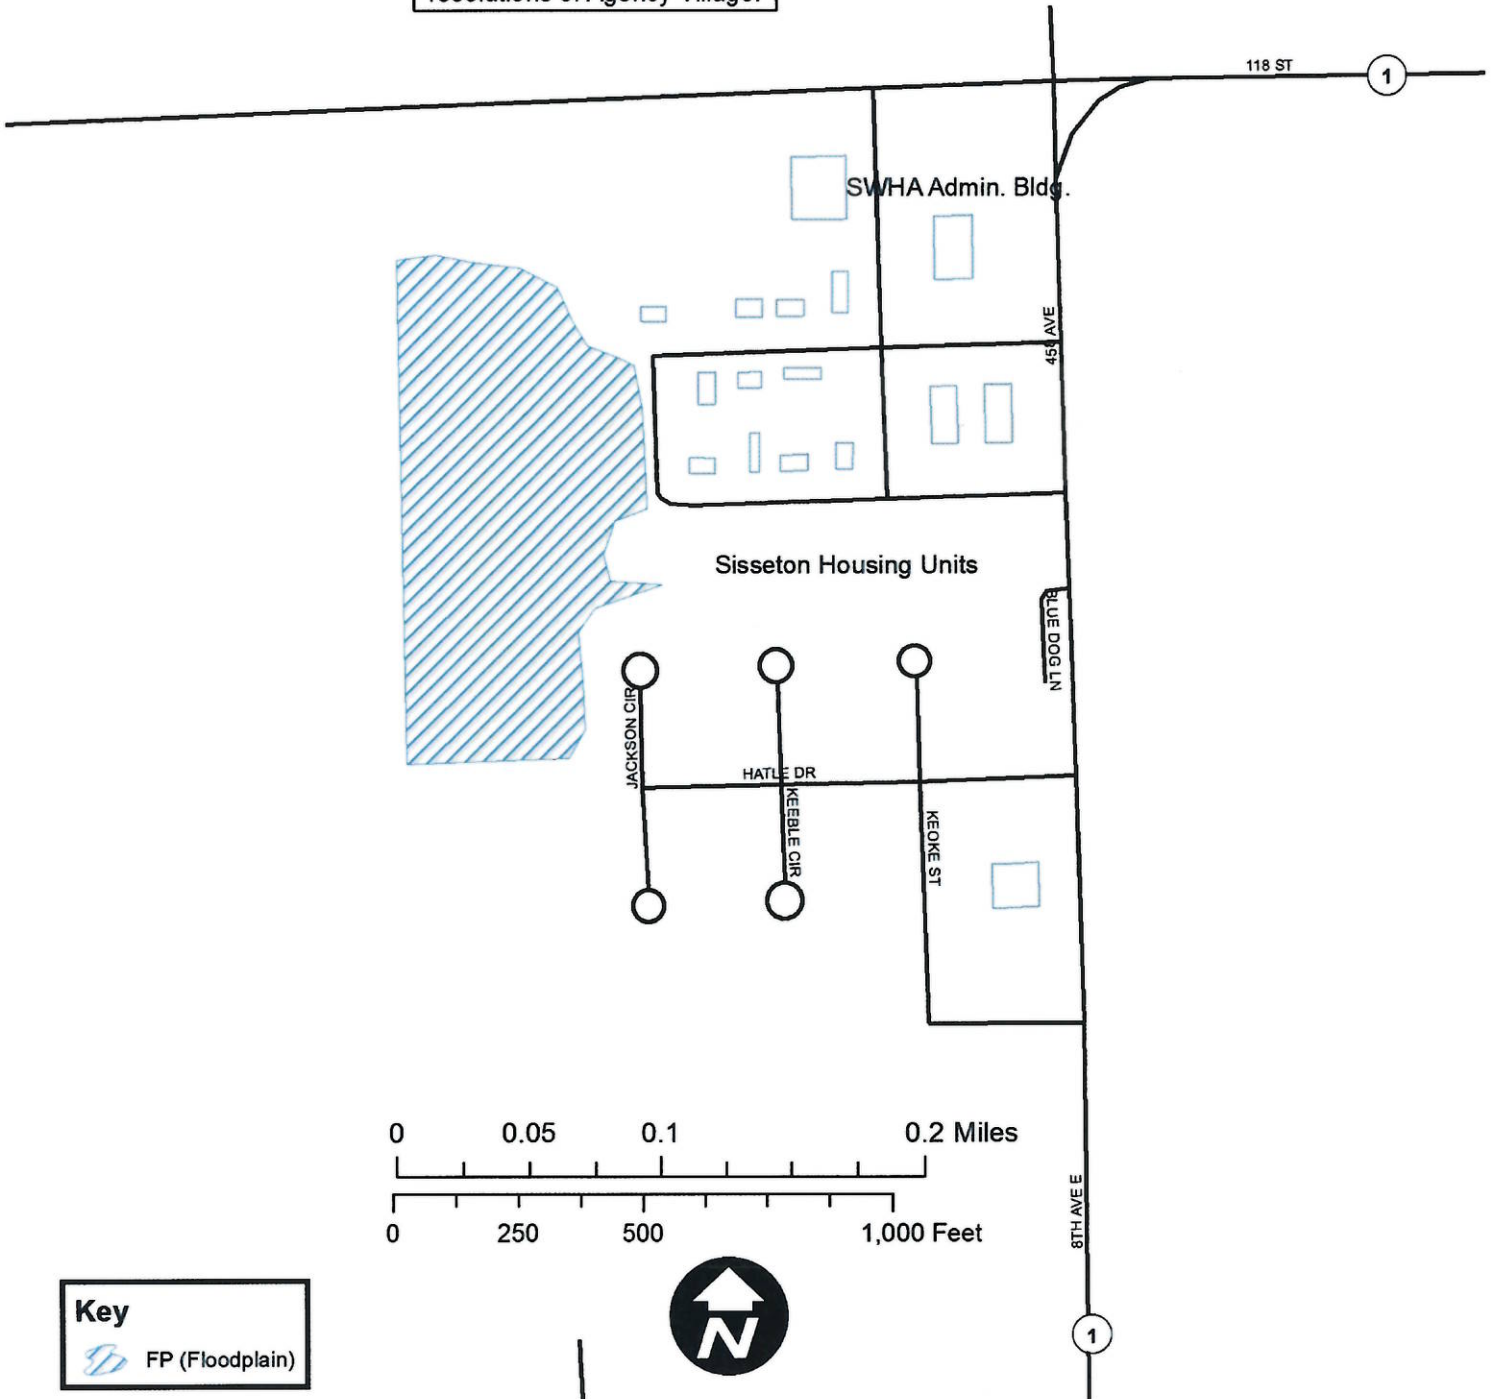 118 ST
1
SWHA Admin. Bldg.
458 AVE
Sisseton Housing Units
BLUE DOG LN
JACKSON CIR
HATLE DR
KEEBLE CIR
KEOKE ST
0 0.05 0.1 0.2 Miles
0 250 500 1,000 Feet
8TH AVE E
Key
FP (Floodplain)
N
1